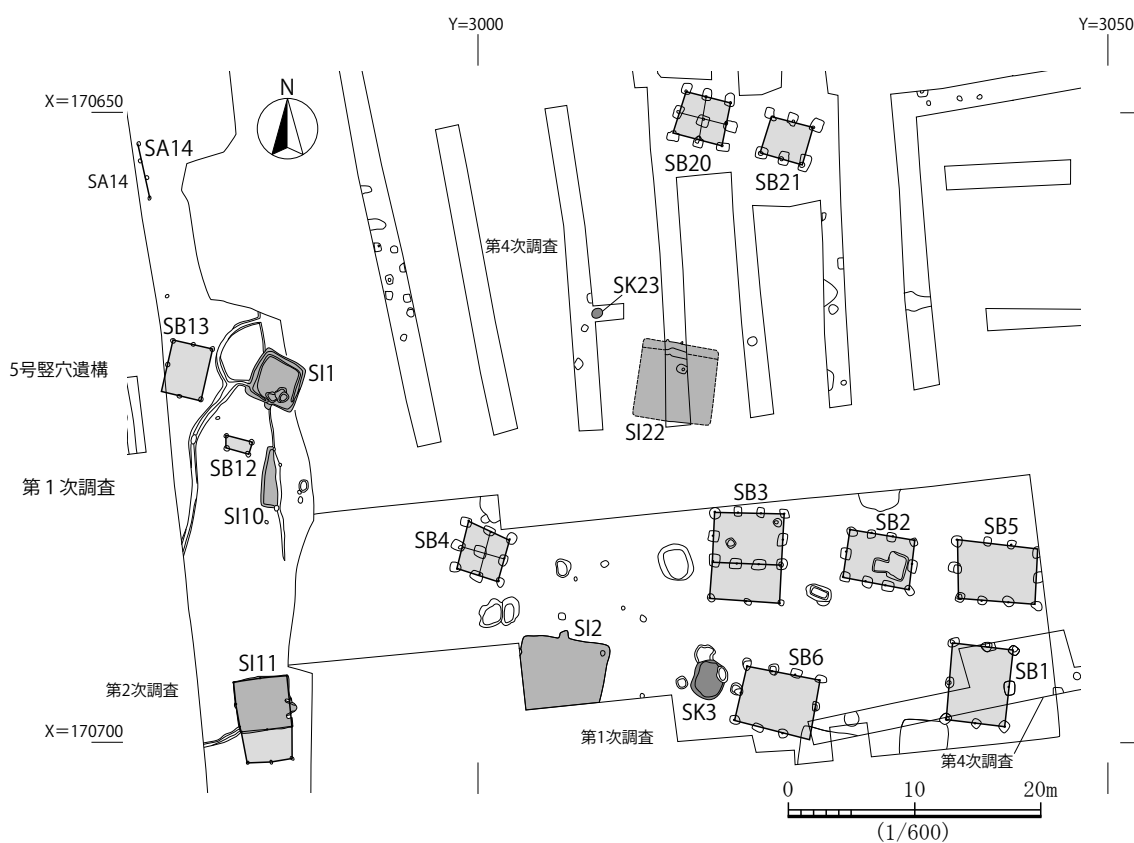 Y=3000
Y=3050
X=170650
N
SA14
SA14
SB20
SB21
第4次調査
SK23
SB13
5号竪穴遺構
SI1
SI22
SB12
第1次調査
SI10
SB3
SB2
SB5
SB4
SI2
SI11
SB6
SB1
第2次調査
SK3
X=170700
第1次調査
第4次調査
0 10 20m
(1/600)